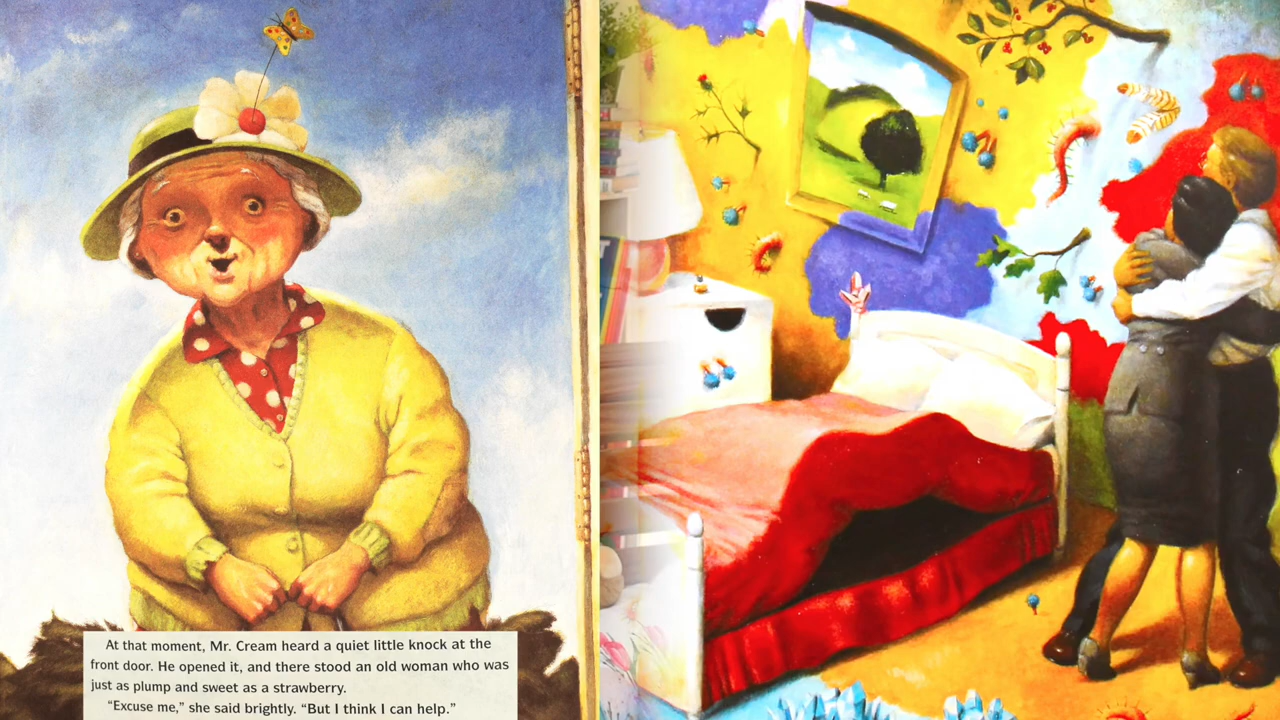 At that moment, Mr. Cream heard a quiet little knock at the
front door. He opened it, and there stood an old woman who was
just as plump and sweet as a strawberry.
“Excuse me,” she said brightly. “But I think I can help.”